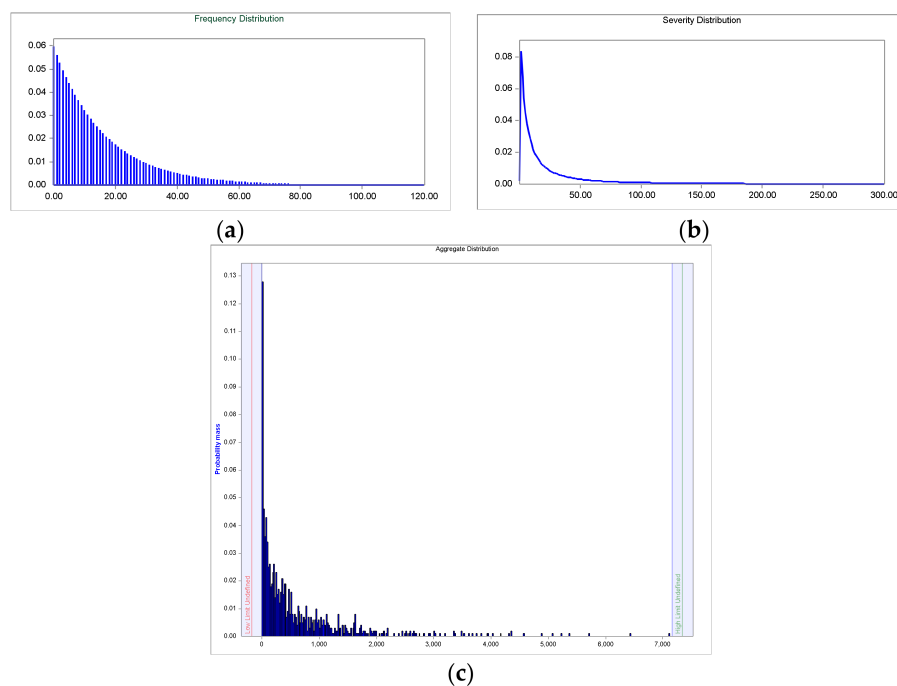 Frequency Distribution
0.06
0.05
0.04
0.03
0.02
0.01
0.00
0.00 20.00 40.00 60.00 80.00 100.00 120.00
(a)
Severity Distribution
0.08
0.06
0.04
0.02
0.00
50.00 100.00 150.00 200.00 250.00 300.00
(b)
Aggregate Distribution
Probability mass
0.13
0.12
0.11
0.10
0.09
0.08
0.07
0.06
0.05
0.04
0.03
0.02
0.01
0.00
Low Limit Undefined
High Limit Undefined
0 1,000 2,000 3,000 4,000 5,000 6,000 7,000
(c)